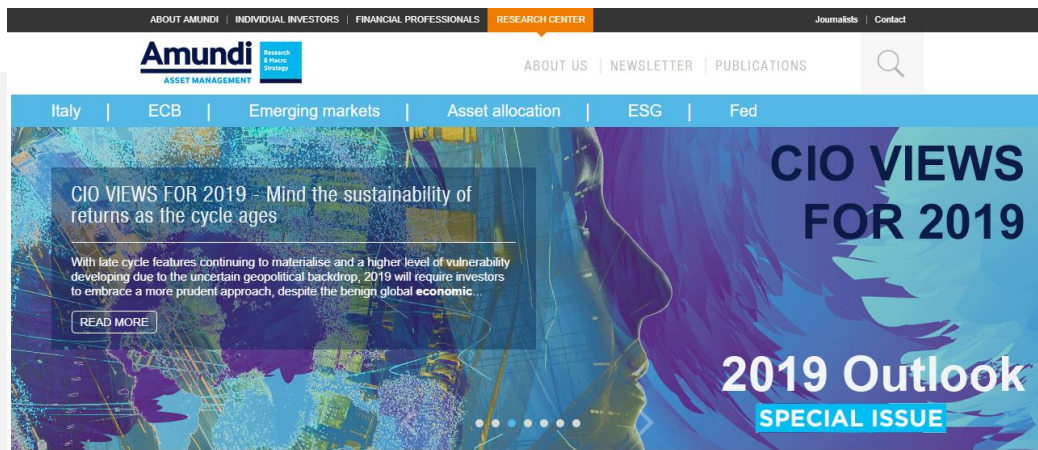 ABOUT AMUNDI | INDIVIDUAL INVESTORS | FINANCIAL PROFESSIONALS RESEARCH CENTER Journalists | Contact
Amundi
ASSET MANAGEMENT
Research
& Macro
Strategy
ABOUT US | NEWSLETTER | PUBLICATIONS
Italy | ECB | Emerging markets | Asset allocation | ESG | Fed
CIO VIEWS FOR 2019 - Mind the sustainability of
returns as the cycle ages
With late cycle features continuing to materialise and a higher level of vulnerability
developing due to the uncertain geopolitical backdrop, 2019 will require investors
to embrace a more prudent approach, despite the benign global economic...
READ MORE
CIO VIEWS
FOR 2019
2019 Outlook
SPECIAL ISSUE